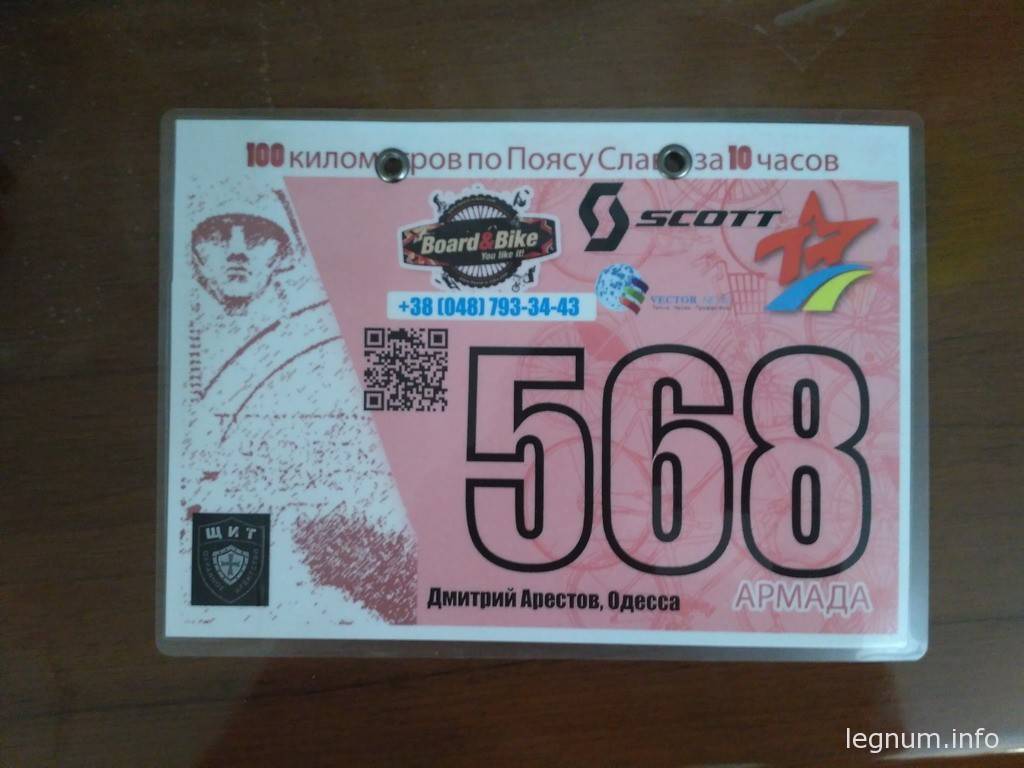 100 километров по Поясу Славы за 10 часов
Board&Bike
You like it!
SCOTT
+38 (048) 793-34-43
VECTOR
568
ЩИТ
Дмитрий Арестов, Одесса
АРМАДА
legnum.info